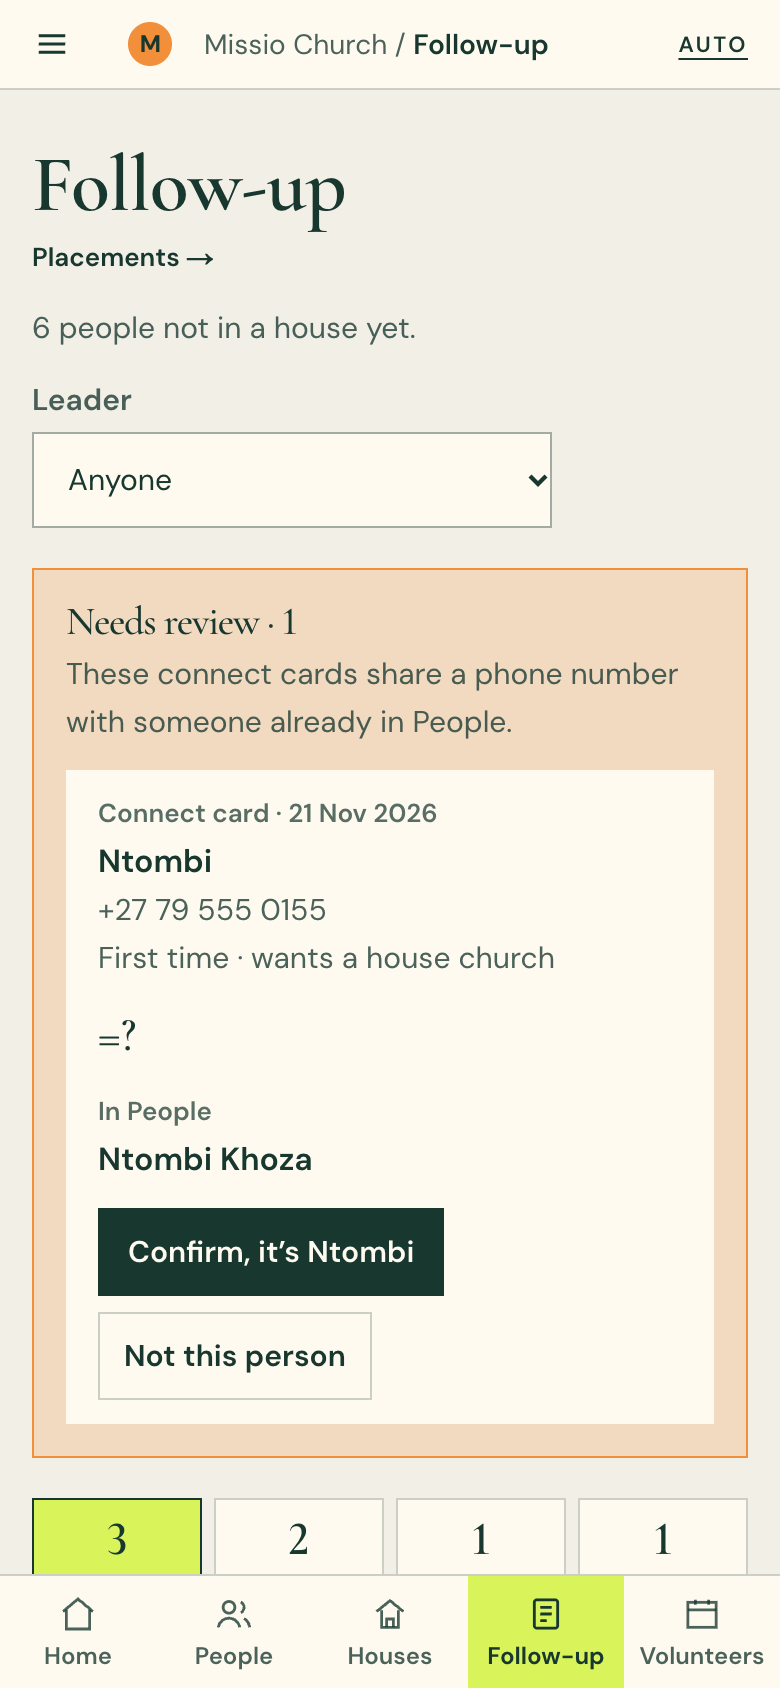 M Missio Church / Follow-up AUTO
Follow-up
Placements →
6 people not in a house yet.
Leader
Anyone
Needs review · 1
These connect cards share a phone number
with someone already in People.
Connect card · 21 Nov 2026
Ntombi
+27 79 555 0155
First time · wants a house church
=?
In People
Ntombi Khoza
Confirm, it’s Ntombi
Not this person
3 2 1 1
Home People Houses Follow-up Volunteers